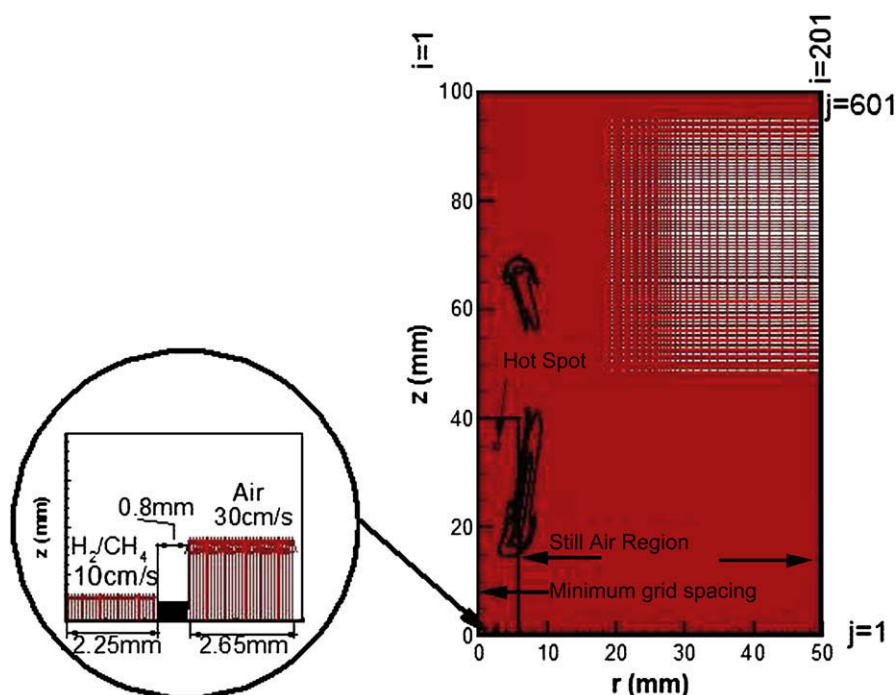 i=1
i=201
100
j=601
80
60
z (mm)
Hot Spot
40
20
Still Air Region
Minimum grid spacing
0
j=1
0
10
20
30
40
50
r (mm)
z (mm)
0.8mm
Air
30cm/s
H₂/CH₄
10cm/s
2.25mm
2.65mm